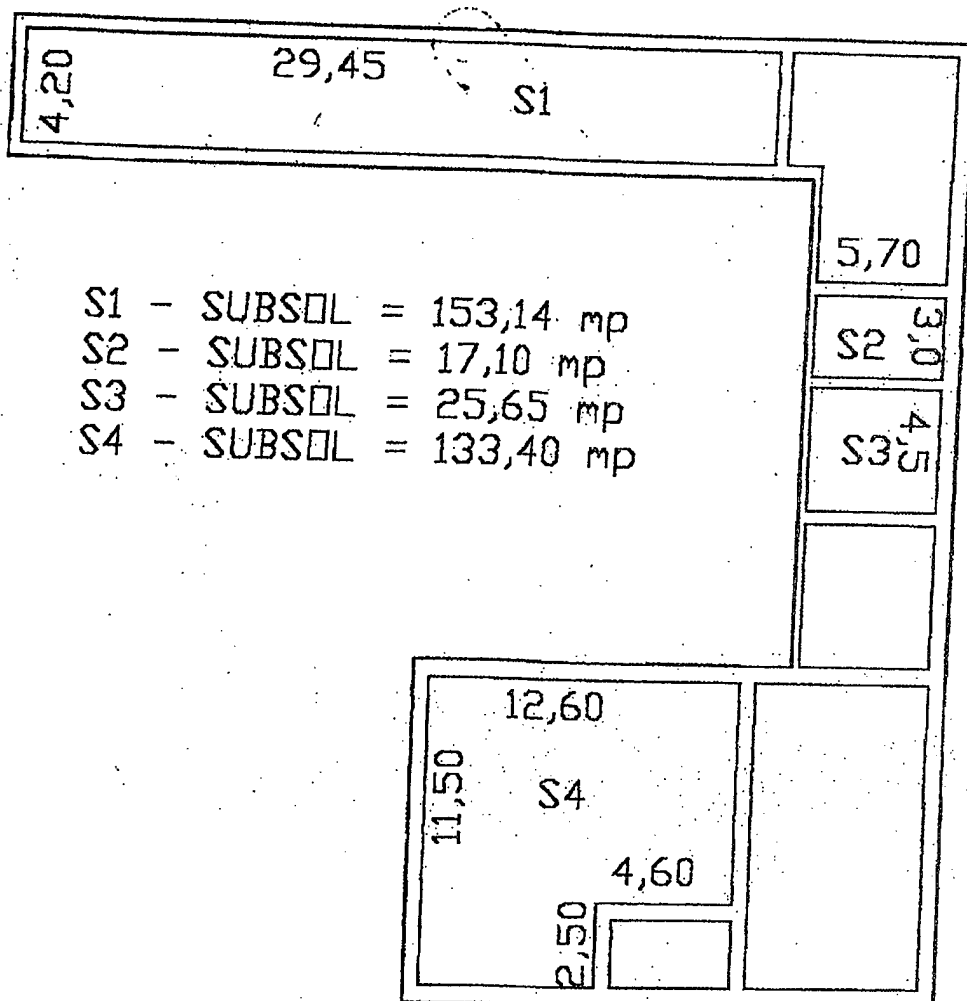 4,20
29,45
S1
5,70
S1 - SUBSOL = 153,14 mp
S2 - SUBSOL = 17,10 mp
S3 - SUBSOL = 25,65 mp
S4 - SUBSOL = 133,40 mp
S2
3,0
S3
4,5
12,60
11,50
S4
4,60
2,50